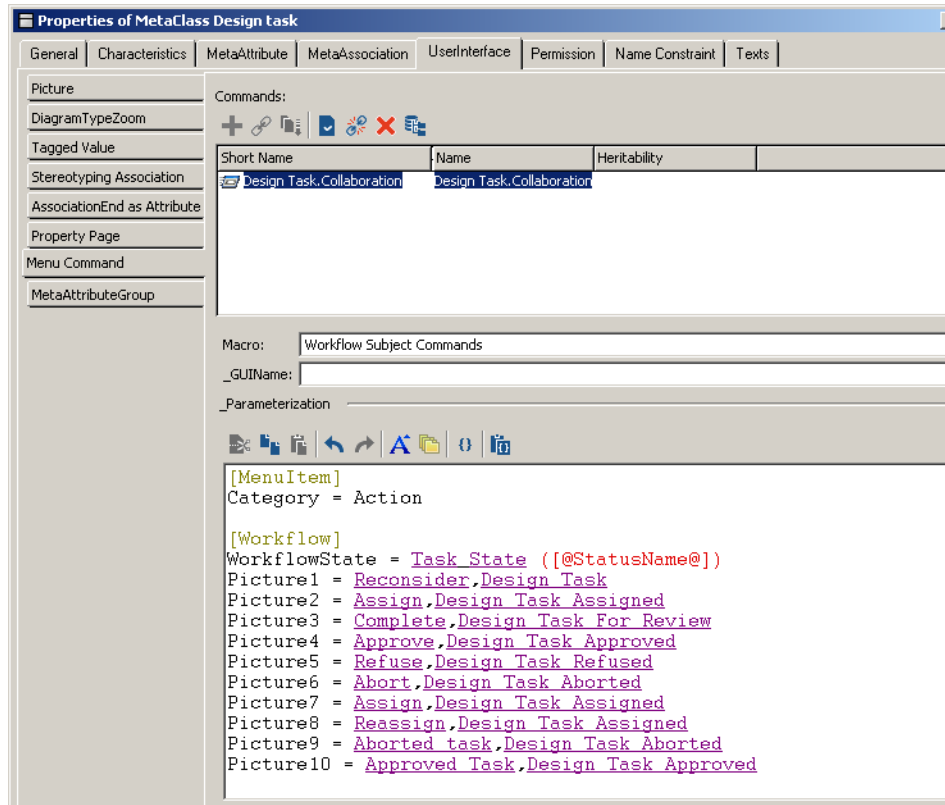 Properties of MetaClass Design task
General Characteristics MetaAttribute MetaAssociation UserInterface Permission Name Constraint Texts
Picture
DiagramTypeZoom
Tagged Value
Stereotyping Association
AssociationEnd as Attribute
Property Page
Menu Command
MetaAttributeGroup
Commands:
Short Name Name Heritability
Design Task.Collaboration Design Task.Collaboration
Macro: Workflow Subject Commands
_GUIName:
_Parameterization
[MenuItem]
Category = Action
[Workflow]
WorkflowState = Task_State ([@StatusName@])
Picture1 = Reconsider,Design Task
Picture2 = Assign,Design Task Assigned
Picture3 = Complete,Design Task For Review
Picture4 = Approve,Design Task Approved
Picture5 = Refuse,Design Task Refused
Picture6 = Abort,Design Task Aborted
Picture7 = Assign,Design Task Assigned
Picture8 = Reassign,Design Task Assigned
Picture9 = Aborted task,Design Task Aborted
Picture10 = Approved Task,Design Task Approved